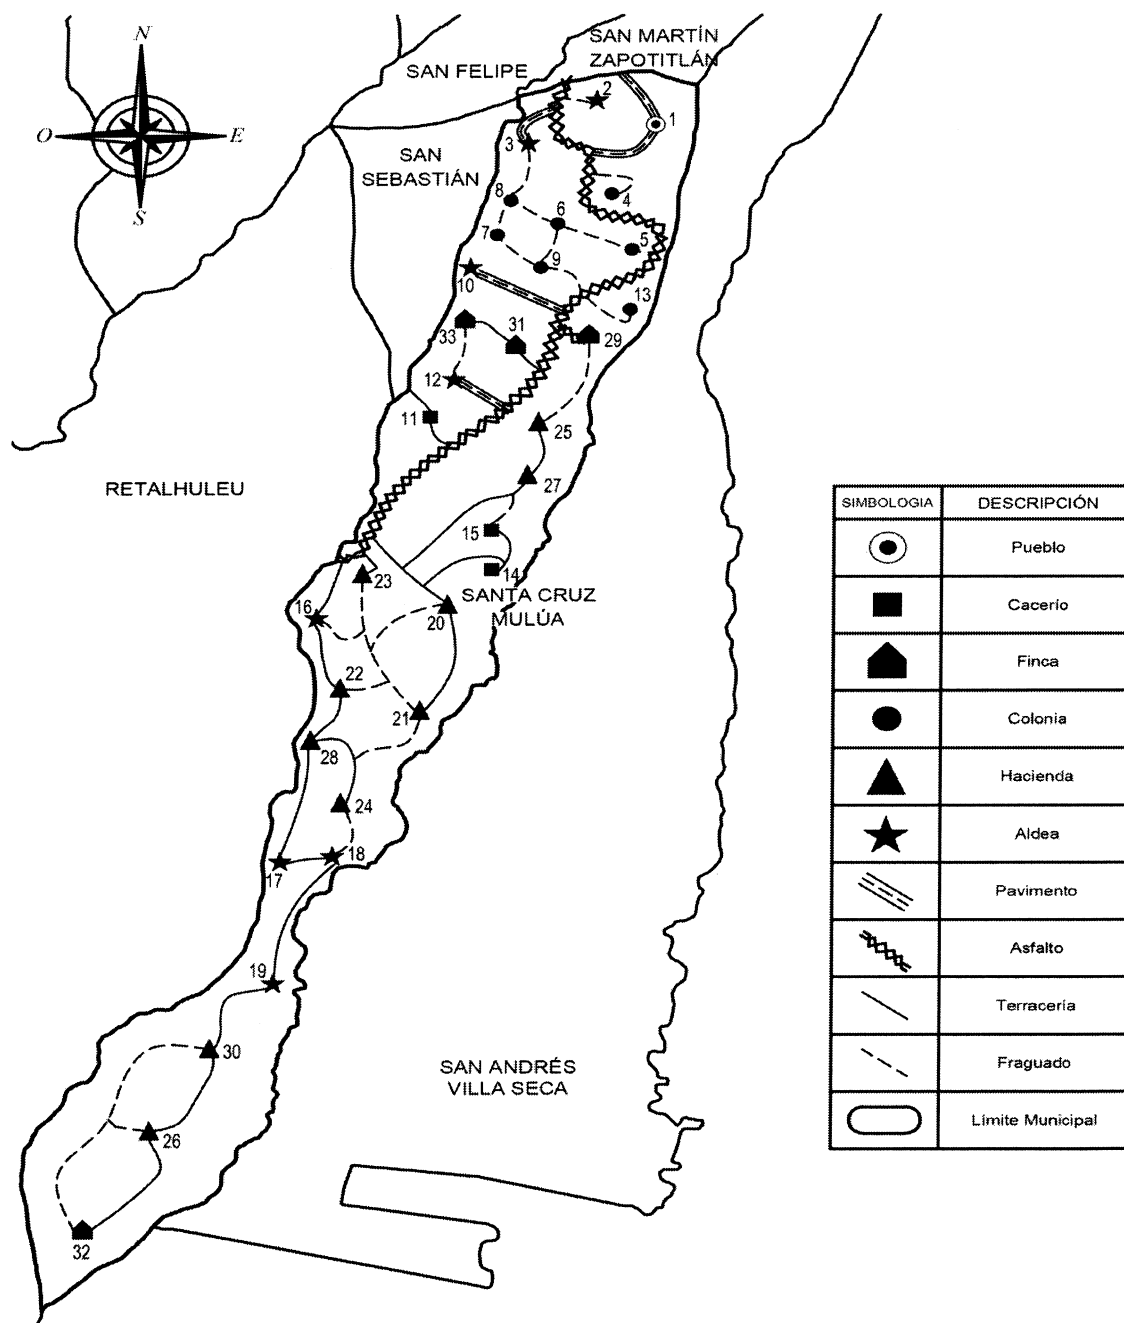 N
O
E
S
SAN MARTÍN
ZAPOTITLÁN
SAN FELIPE
SAN
SEBASTIÁN
2
1
3
4
8
6
7
5
9
10
13
33
31
29
12
11
25
27
15
14
23
SANTA CRUZ
MULÚA
16
20
22
21
28
24
18
17
19
30
26
32
RETALHULEU
SAN ANDRÉS
VILLA SECA
SIMBOLOGIA DESCRIPCIÓN
Pueblo
Cacerío
Finca
Colonia
Hacienda
Aldea
Pavimento
Asfalto
Terracería
Fraguado
Límite Municipal